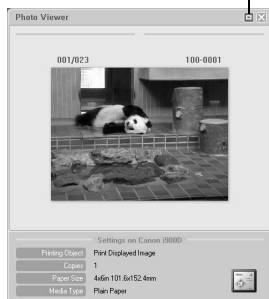 Photo Viewer
001/023 100-0001
Settings on Canon i900D
Printing Object Print Displayed Image
Copies 1
Paper Size 4x6in 101.6x152.4mm
Media Type Plain Paper